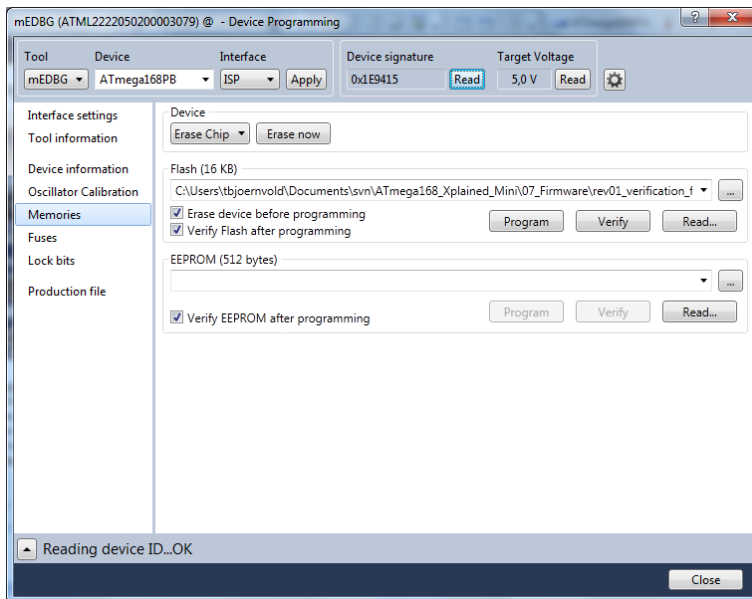 mEDBG (ATML2222050200003079) @ - Device Programming
Tool Device Interface Device signature Target Voltage
mEDBG ATmega168PB ISP Apply 0x1E9415 Read 5,0 V Read
Interface settings
Tool information
Device information
Oscillator Calibration
Memories
Fuses
Lock bits
Production file
Device
Erase Chip Erase now
Flash (16 KB)
C:\Users\tbjoernvold\Documents\svn\ATmega168_Xplained_Mini\07_Firmware\rev01_verification_f ...
Erase device before programming
Verify Flash after programming
Program Verify Read...
EEPROM (512 bytes)
...
Verify EEPROM after programming
Program Verify Read...
Reading device ID...OK
Close